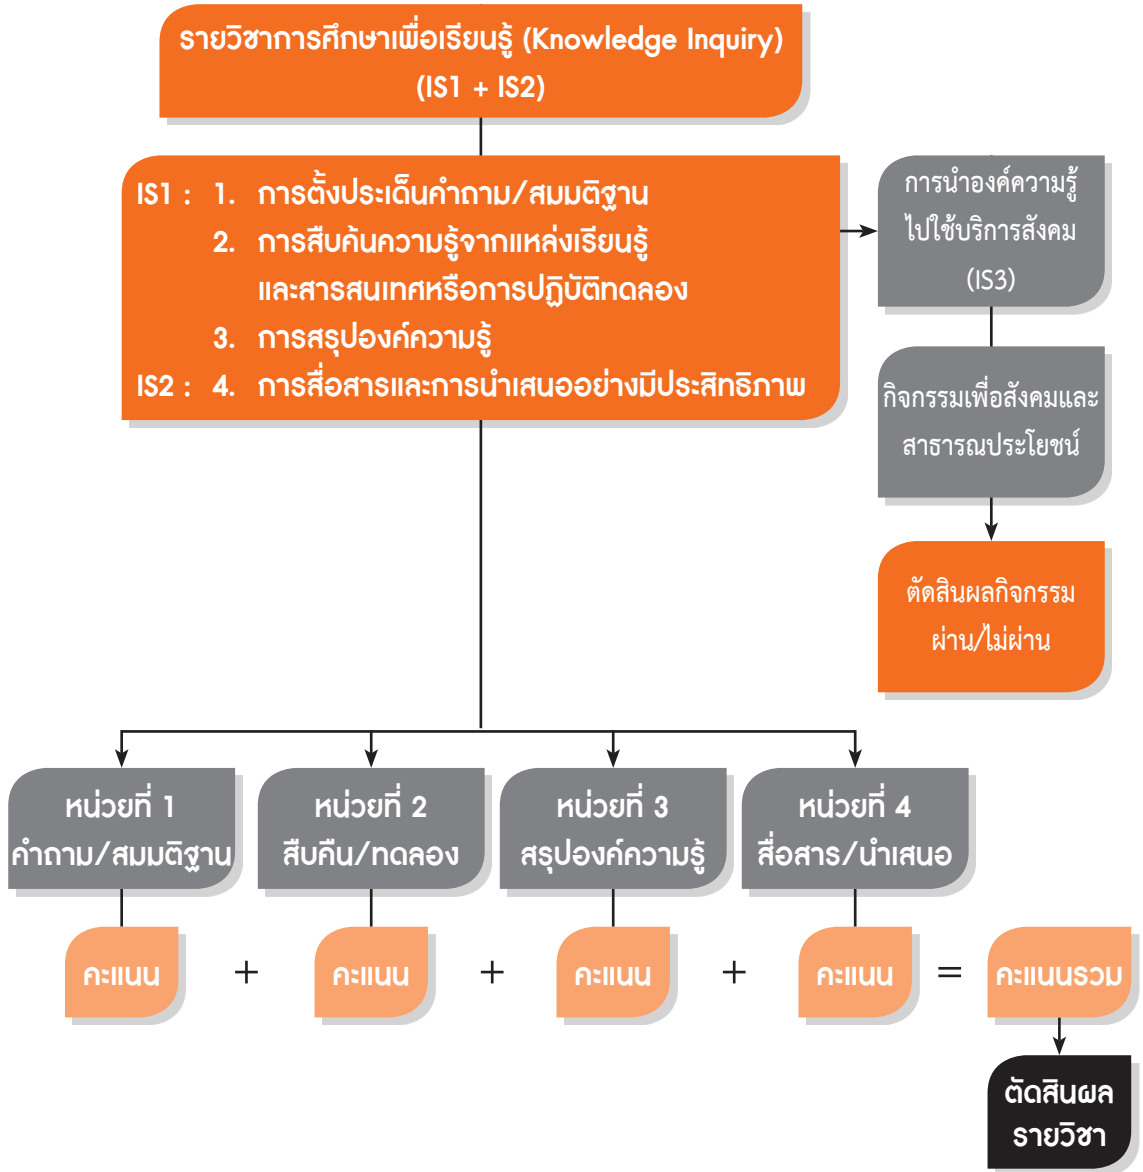 รายวิชาการศึกษาเพื่อเรียนรู้ (Knowledge Inquiry)
(IS1 + IS2)
IS1 : 1. การตั้งประเด็นคำถาม/สมมติฐาน
2. การสืบค้นความรู้จากแหล่งเรียนรู้
และสารสนเทศหรือการปฏิบัติทดลอง
3. การสรุปองค์ความรู้
IS2 : 4. การสื่อสารและการนำเสนออย่างมีประสิทธิภาพ
การนำองค์ความรู้
ไปใช้บริการสังคม
(IS3)
กิจกรรมเพื่อสังคมและ
สาธารณประโยชน์
ตัดสินผลกิจกรรม
ผ่าน/ไม่ผ่าน
หน่วยที่ 1
คำถาม/สมมติฐาน
หน่วยที่ 2
สืบคืน/ทดลอง
หน่วยที่ 3
สรุปองค์ความรู้
หน่วยที่ 4
สื่อสาร/นำเสนอ
คะแนน + คะแนน + คะแนน + คะแนน = คะแนนรวม
ตัดสินผล
รายวิชา